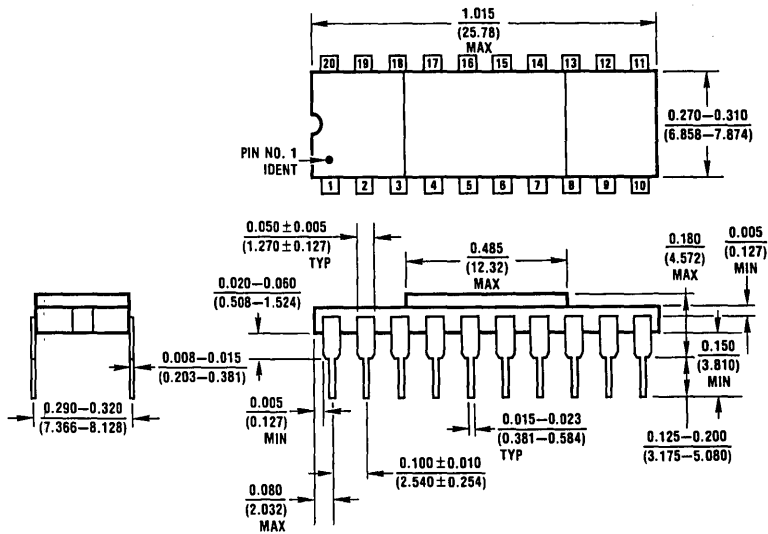 1.015
(25.78)
MAX
20 19 18 17 16 15 14 13 12 11
0.270–0.310
(6.858–7.874)
PIN NO. 1
IDENT
1 2 3 4 5 6 7 8 9 10
0.050 ± 0.005
(1.270 ± 0.127)
TYP
0.485
(12.32)
MAX
0.180
(4.572)
MAX
0.005
(0.127)
MIN
0.020–0.060
(0.508–1.524)
0.008–0.015
(0.203–0.381)
0.150
(3.810)
MIN
0.290–0.320
(7.366–8.128)
0.005
(0.127)
MIN
0.015–0.023
(0.381–0.584)
TYP
0.125–0.200
(3.175–5.080)
0.100 ± 0.010
(2.540 ± 0.254)
0.080
(2.032)
MAX